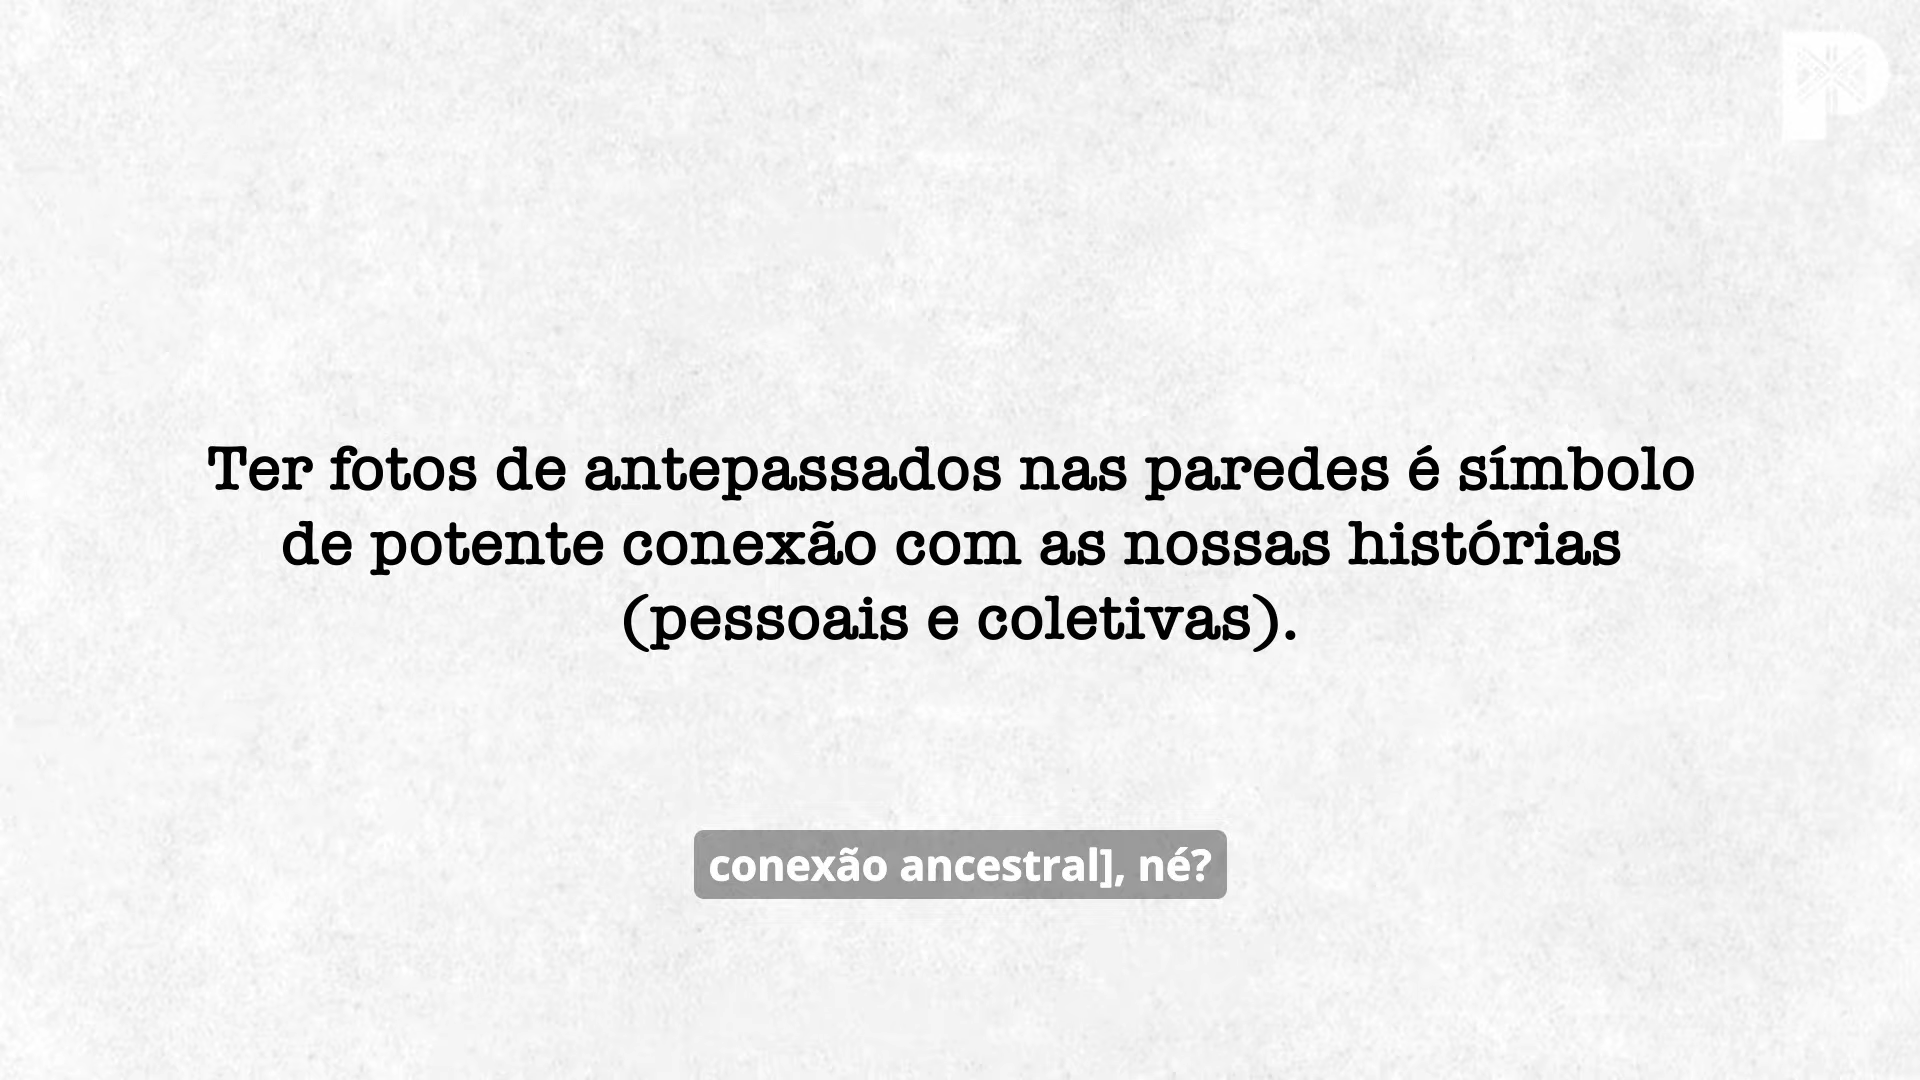 Ter fotos de antepassados nas paredes é símbolo
de potente conexão com as nossas histórias
(pessoais e coletivas).
conexão ancestral], né?